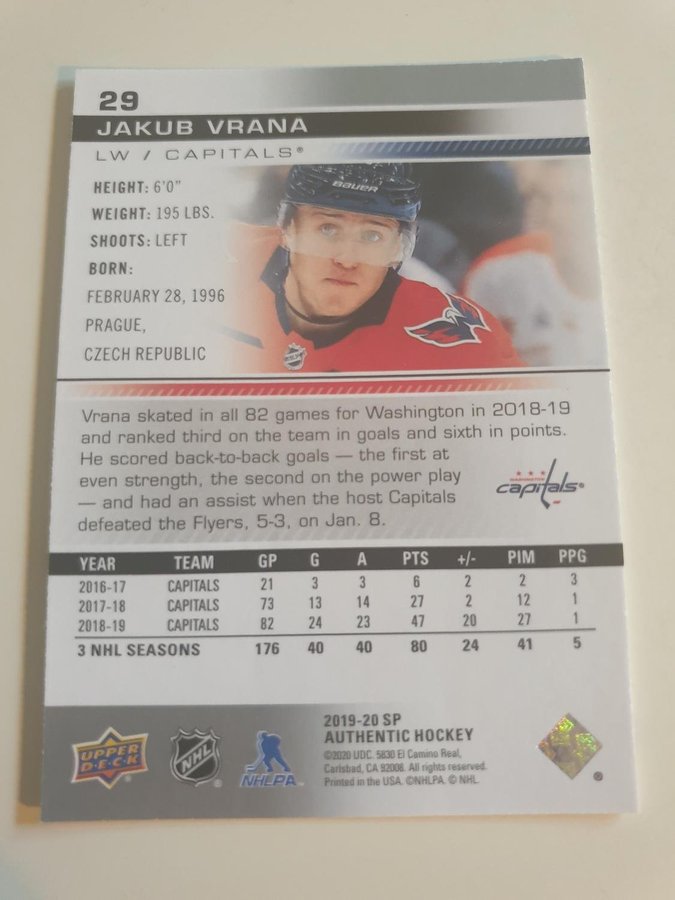 29
JAKUB VRANA
LW / CAPITALS®
BAUER
HEIGHT: 6'0"
WEIGHT: 195 LBS.
SHOOTS: LEFT
BORN:
FEBRUARY 28, 1996
PRAGUE,
CZECH REPUBLIC
Vrana skated in all 82 games for Washington in 2018-19
and ranked third on the team in goals and sixth in points.
He scored back-to-back goals — the first at
even strength, the second on the power play
— and had an assist when the host Capitals
defeated the Flyers, 5-3, on Jan. 8.
WASHINGTON
capitals®
YEAR TEAM GP G A PTS +/- PIM PPG
2016-17 CAPITALS 21 3 3 6 2 2 3
2017-18 CAPITALS 73 13 14 27 2 12 1
2018-19 CAPITALS 82 24 23 47 20 27 1
3 NHL SEASONS 176 40 40 80 24 41 5
UPPER
D·E·C·K
NHL
NHLPA
2019-20 SP
AUTHENTIC HOCKEY
©2020 UDC. 5830 El Camino Real,
Carlsbad, CA 92008. All rights reserved.
Printed in the USA. ©NHLPA. © NHL.
®